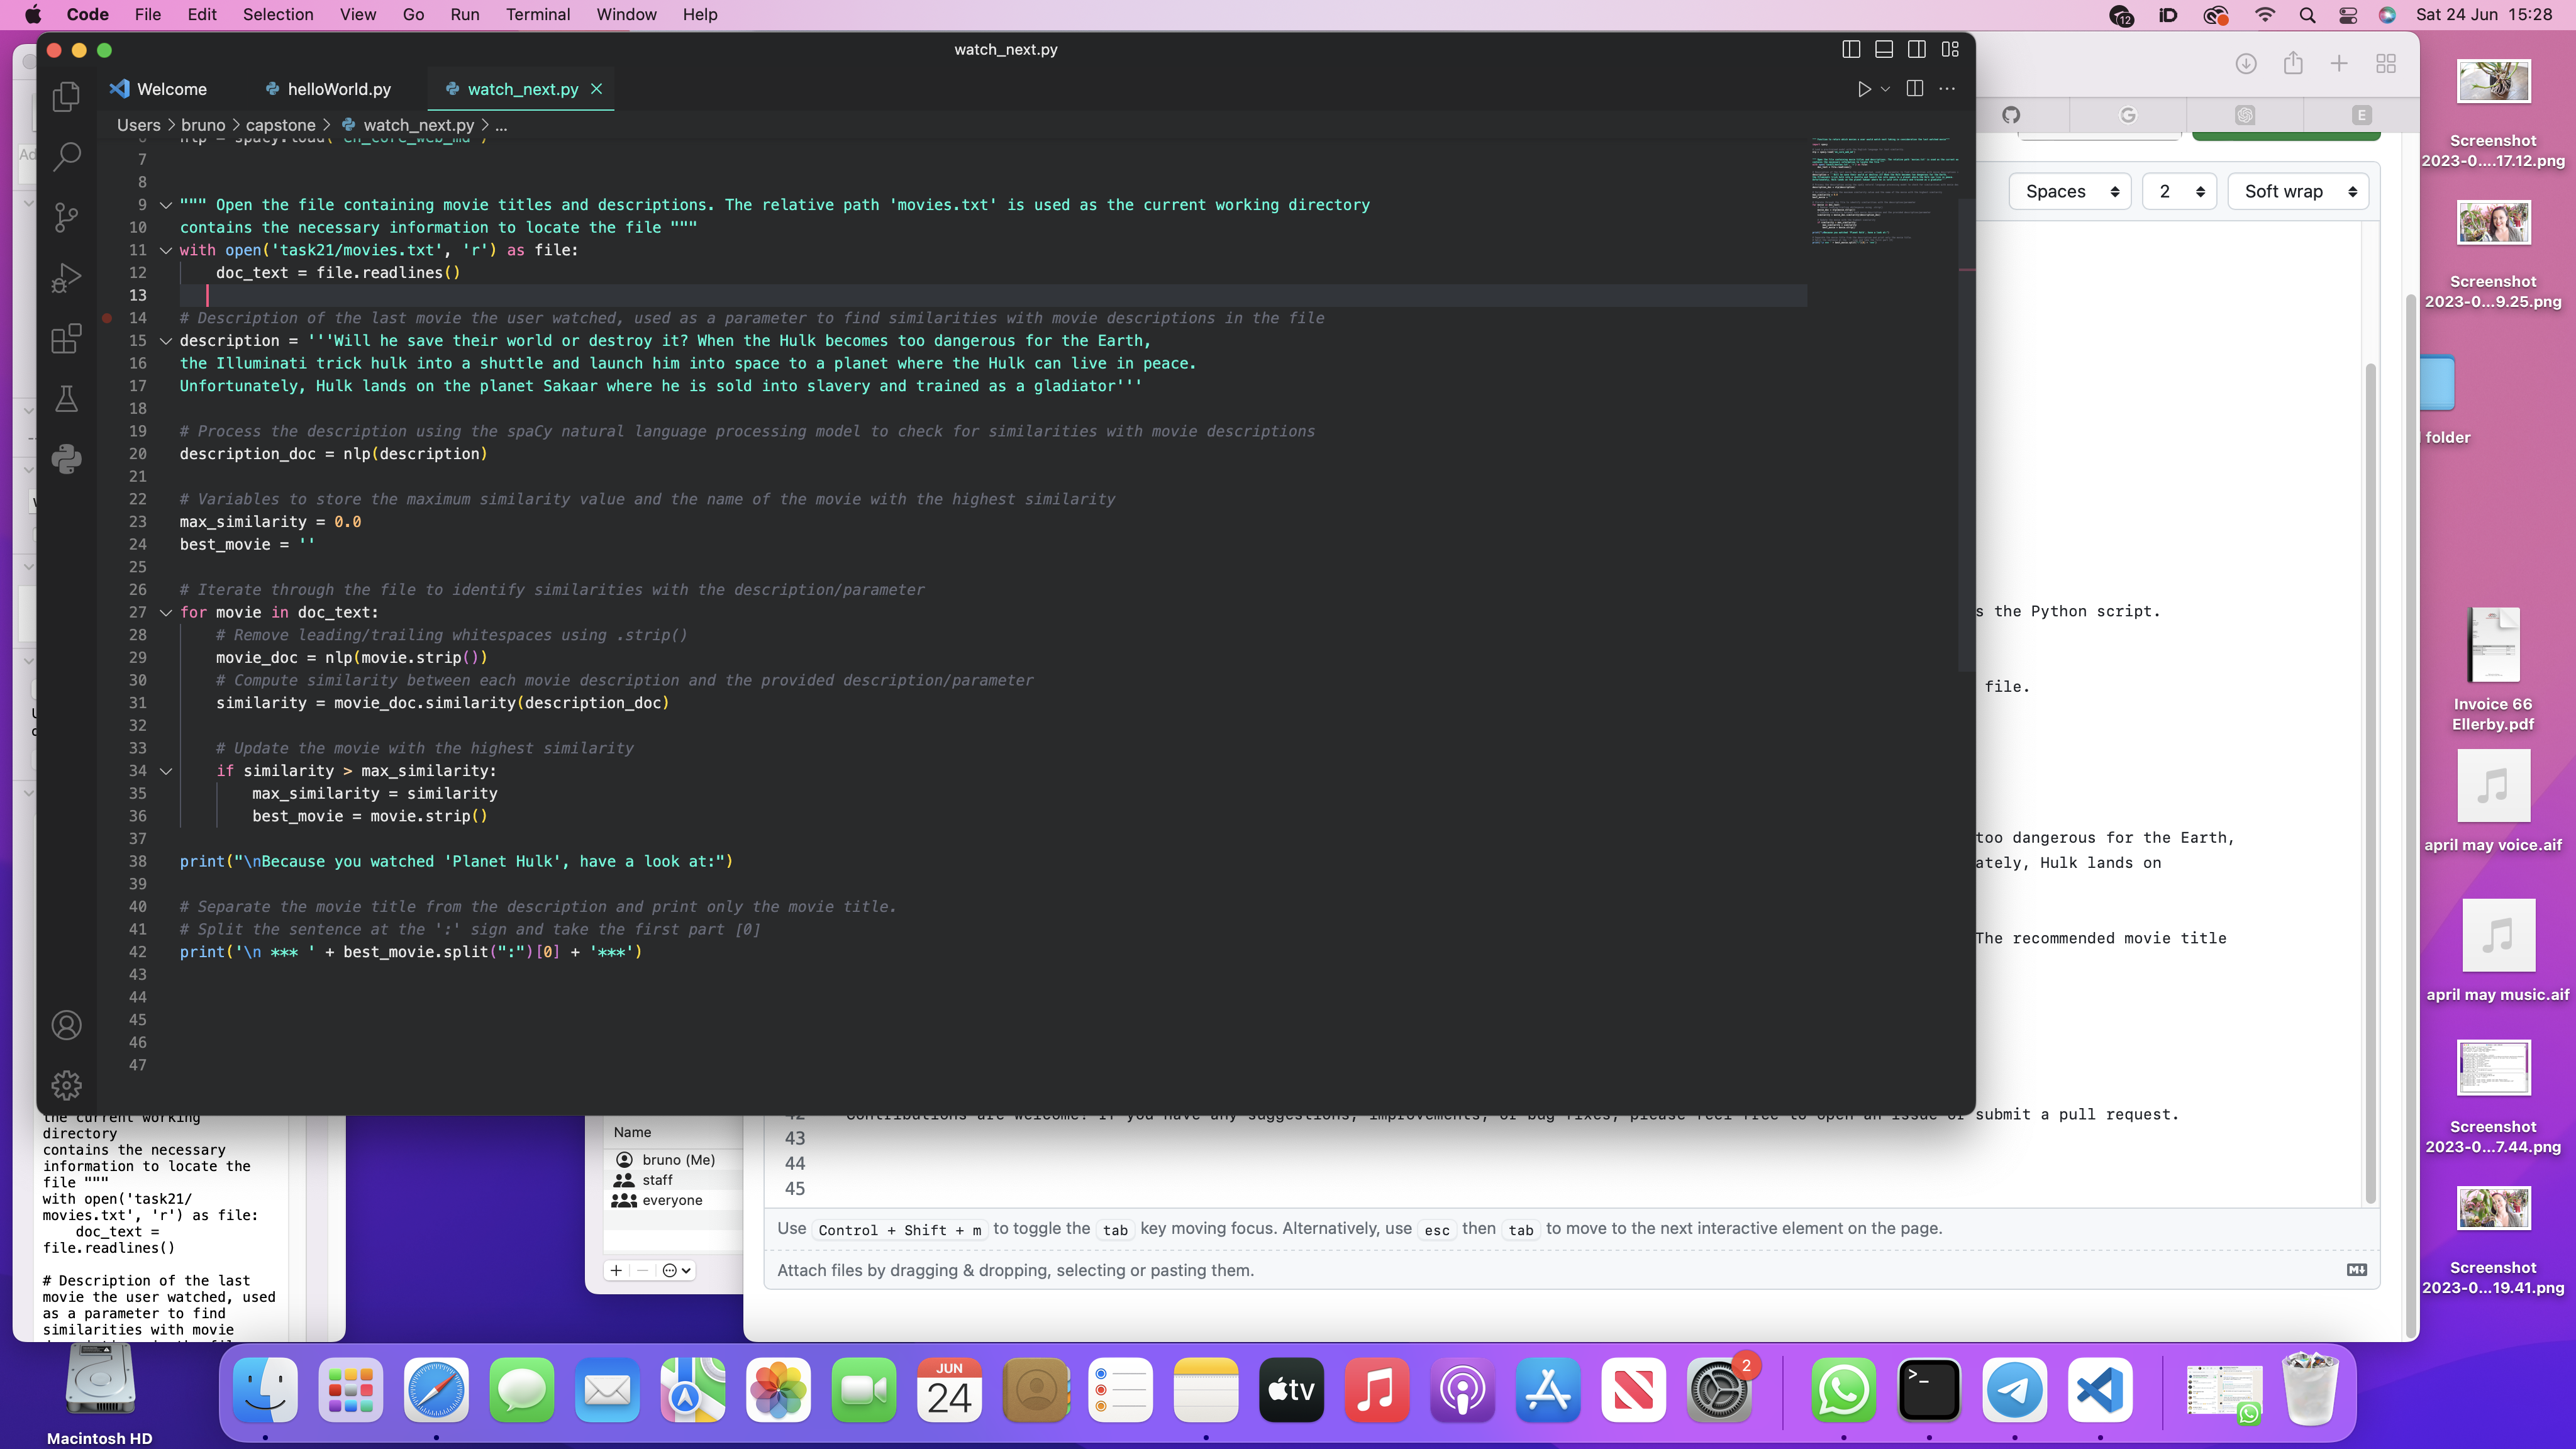 Code File Edit Selection View Go Run Terminal Window Help
12
iD
Sat 24 Jun 15:28
watch_next.py
Welcome
helloWorld.py
watch_next.py
Users > bruno > capstone > watch_next.py > ...
7
8
9 """ Open the file containing movie titles and descriptions. The relative path 'movies.txt' is used as the current working directory
10 contains the necessary information to locate the file """
11 with open('task21/movies.txt', 'r') as file:
12 doc_text = file.readlines()
13
14 # Description of the last movie the user watched, used as a parameter to find similarities with movie descriptions in the file
15 description = '''Will he save their world or destroy it? When the Hulk becomes too dangerous for the Earth,
16 the Illuminati trick hulk into a shuttle and launch him into space to a planet where the Hulk can live in peace.
17 Unfortunately, Hulk lands on the planet Sakaar where he is sold into slavery and trained as a gladiator'''
18
19 # Process the description using the spaCy natural language processing model to check for similarities with movie descriptions
20 description_doc = nlp(description)
21
22 # Variables to store the maximum similarity value and the name of the movie with the highest similarity
23 max_similarity = 0.0
24 best_movie = ''
25
26 # Iterate through the file to identify similarities with the description/parameter
27 for movie in doc_text:
28 # Remove leading/trailing whitespaces using .strip()
29 movie_doc = nlp(movie.strip())
30 # Compute similarity between each movie description and the provided description/parameter
31 similarity = movie_doc.similarity(description_doc)
32
33 # Update the movie with the highest similarity
34 if similarity > max_similarity:
35 max_similarity = similarity
36 best_movie = movie.strip()
37
38 print("\nBecause you watched 'Planet Hulk', have a look at:")
39
40 # Separate the movie title from the description and print only the movie title.
41 # Split the sentence at the ':' sign and take the first part [0]
42 print('\n *** ' + best_movie.split(":")[0] + '***')
43
44
45
46
47
Spaces
2
Soft wrap
s the Python script.
file.
too dangerous for the Earth,
ately, Hulk lands on
The recommended movie title
submit a pull request.
43
44
45
Use Control + Shift + m to toggle the tab key moving focus. Alternatively, use esc then tab to move to the next interactive element on the page.
Attach files by dragging & dropping, selecting or pasting them.
Name
bruno (Me)
staff
everyone
the current working
directory
contains the necessary
information to locate the
file """
with open('task21/
movies.txt', 'r') as file:
doc_text =
file.readlines()
# Description of the last
movie the user watched, used
as a parameter to find
similarities with movie
Screenshot
2023-0....17.12.png
Screenshot
2023-0...9.25.png
folder
Invoice 66
Ellerby.pdf
april may voice.aif
april may music.aif
Screenshot
2023-0...7.44.png
Screenshot
2023-0...19.41.png
Macintosh HD
JUN
24
tv
2